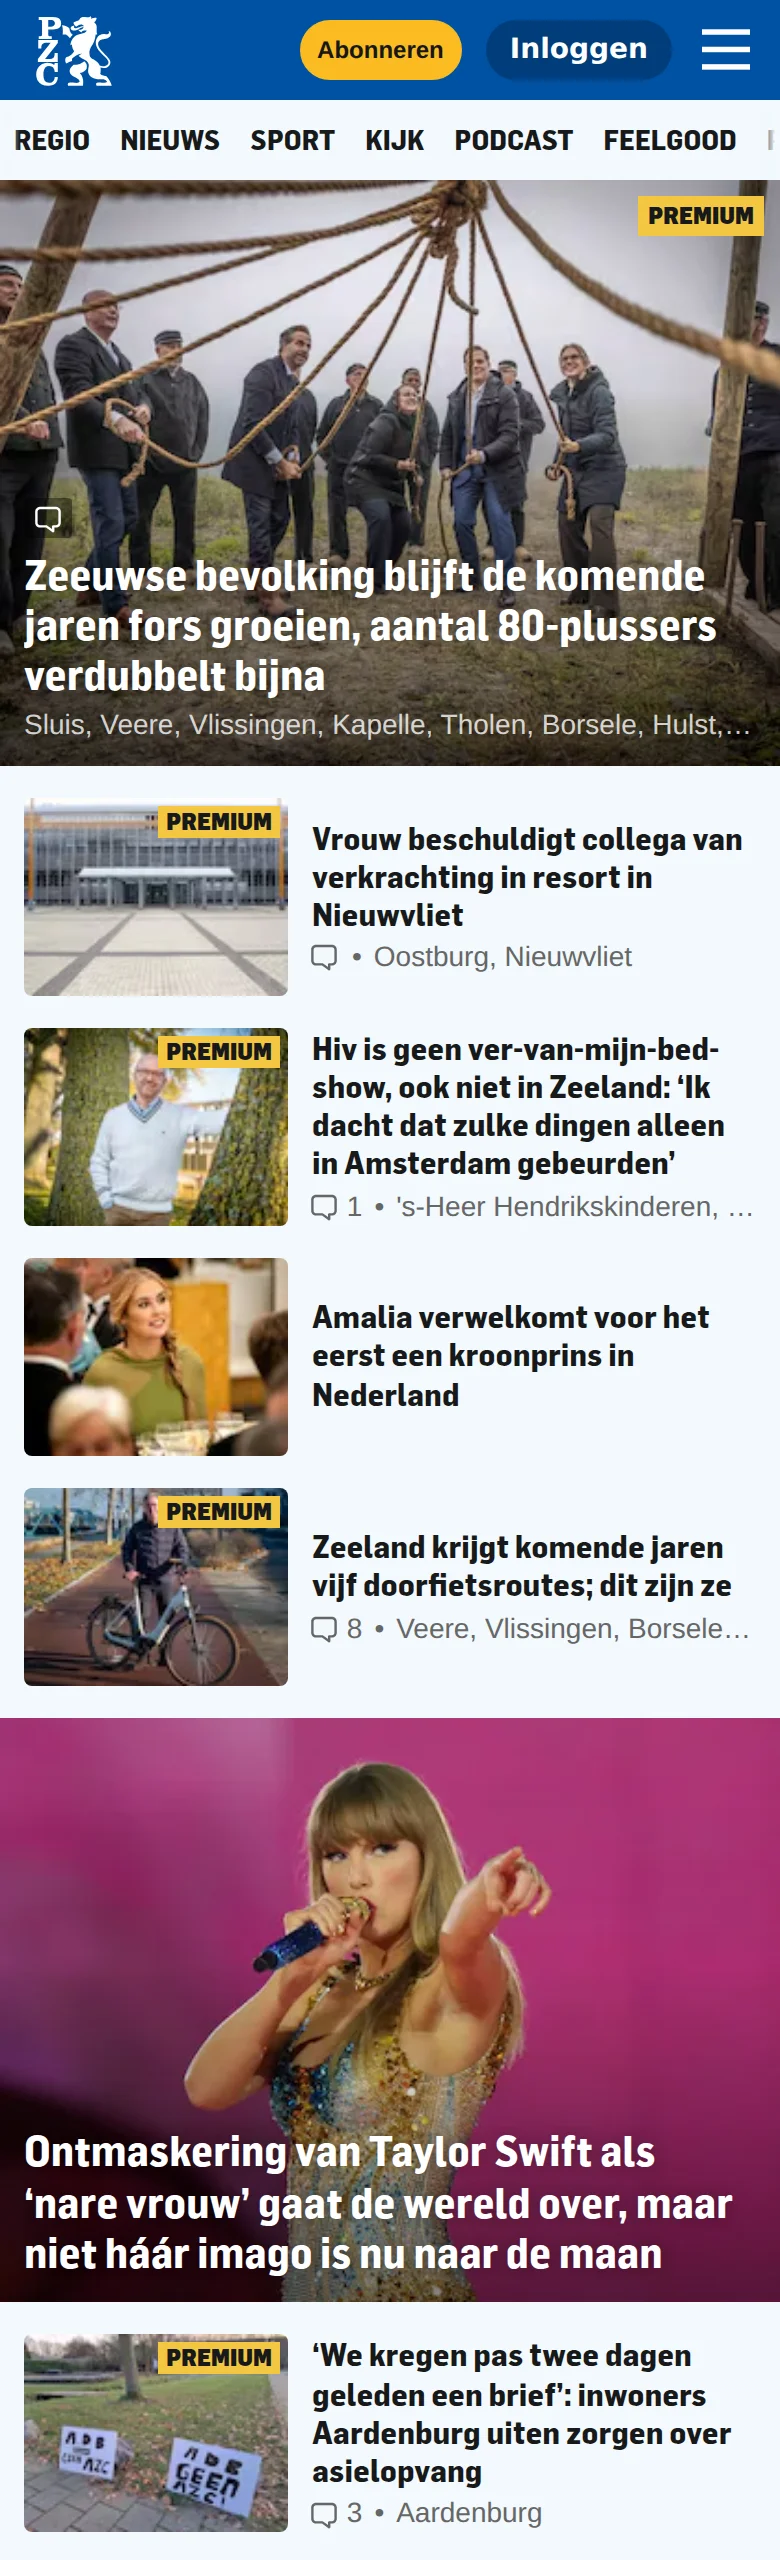 PZC
Abonneren
Inloggen
REGIO NIEUWS SPORT KIJK PODCAST FEELGOOD
PREMIUM
Zeeuwse bevolking blijft de komende
jaren fors groeien, aantal 80-plussers
verdubbelt bijna
Sluis, Veere, Vlissingen, Kapelle, Tholen, Borsele, Hulst,…
PREMIUM
Vrouw beschuldigt collega van
verkrachting in resort in
Nieuwvliet
• Oostburg, Nieuwvliet
PREMIUM
Hiv is geen ver-van-mijn-bed-
show, ook niet in Zeeland: ‘Ik
dacht dat zulke dingen alleen
in Amsterdam gebeurden’
1 • 's-Heer Hendrikskinderen, …
Amalia verwelkomt voor het
eerst een kroonprins in
Nederland
PREMIUM
Zeeland krijgt komende jaren
vijf doorfietsroutes; dit zijn ze
8 • Veere, Vlissingen, Borsele…
Ontmaskering van Taylor Swift als
‘nare vrouw’ gaat de wereld over, maar
niet háár imago is nu naar de maan
PREMIUM
ADB
AZC
ADB
GEEN
AZC!
‘We kregen pas twee dagen
geleden een brief’: inwoners
Aardenburg uiten zorgen over
asielopvang
3 • Aardenburg